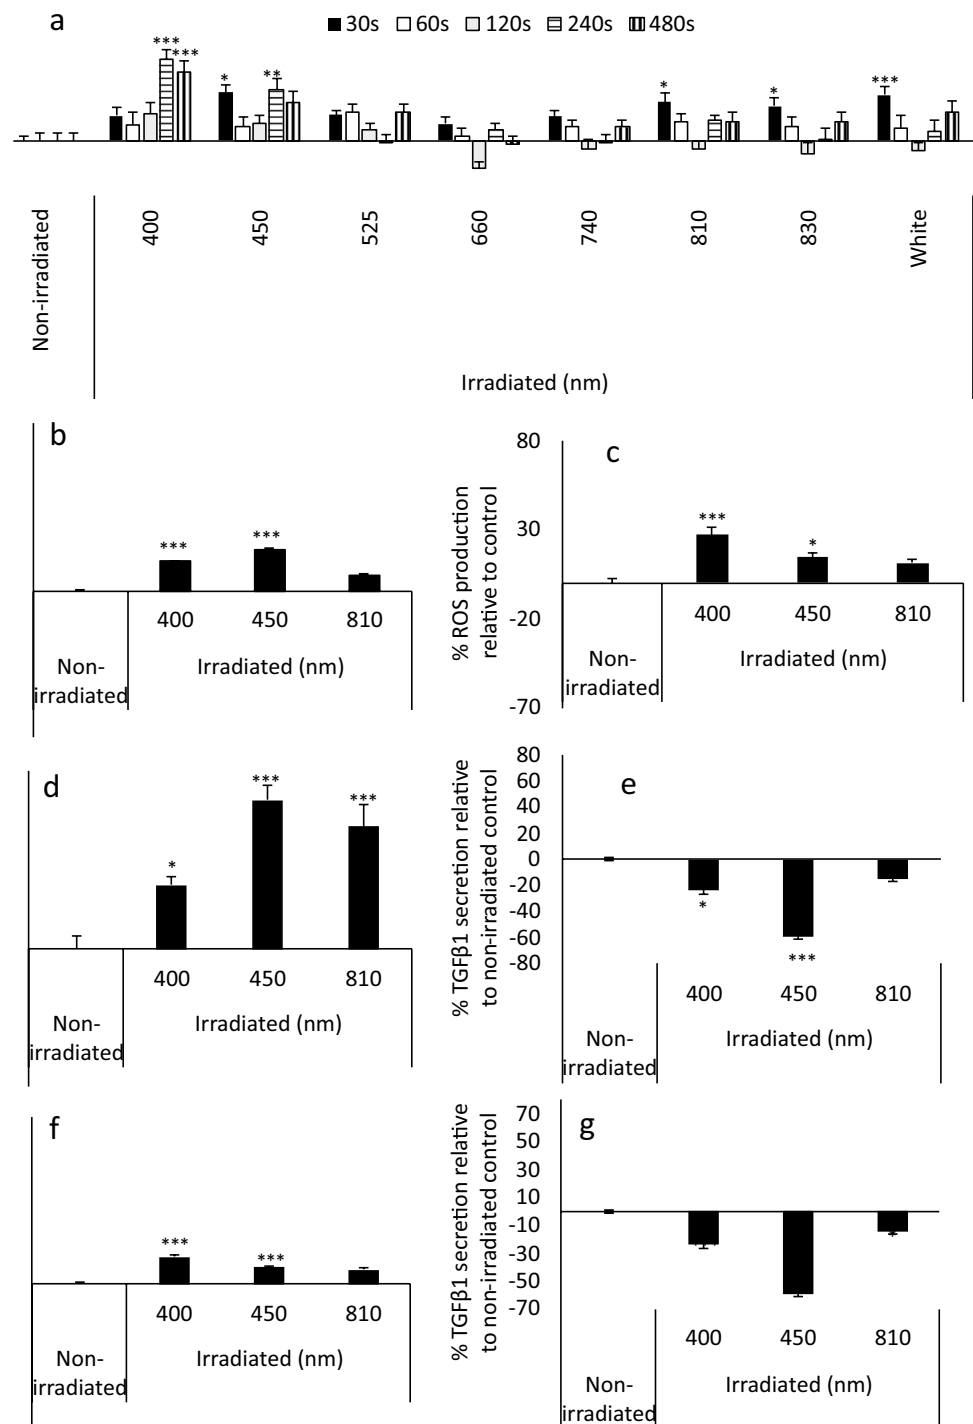 a
30s 60s 120s 240s 480s
***
***
*
**
*
*
***
Non-irradiated
400
450
525
660
740
810
830
White
Irradiated (nm)
b
***
***
400 450 810
Non-
irradiated
Irradiated (nm)
c
% ROS production
relative to control
80
30
-20
-70
***
*
400 450 810
Non-
irradiated
Irradiated (nm)
d
*
***
***
400 450 810
Non-
irradiated
Irradiated (nm)
e
% TGFβ1 secretion relative
to non-irradiated control
80
60
40
20
0
-20
-40
-60
-80
*
***
400 450 810
Non-
irradiated
Irradiated (nm)
f
***
***
400 450 810
Non-
irradiated
Irradiated (nm)
g
% TGFβ1 secretion relative
to non-irradiated control
70
50
30
10
-10
-30
-50
-70
400 450 810
Non-
irradiated
Irradiated (nm)